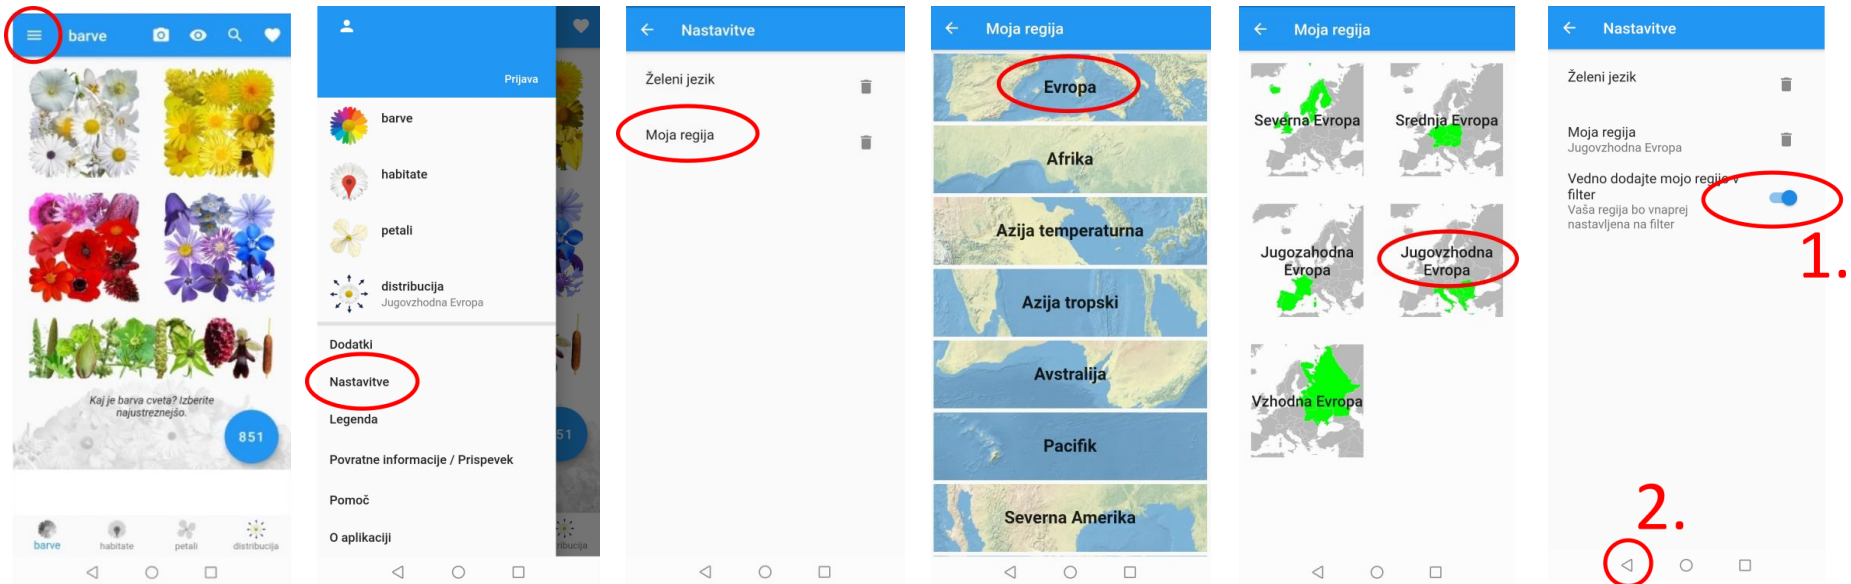 barve
Kaj je barva cveta? Izberite
najustreznejšo.
851
barve
habitate
petali
distribucija
Prijava
barve
habitate
petali
distribucija
Jugovzhodna Evropa
Dodatki
Nastavitve
Legenda
Povratne informacije / Prispevek
Pomoč
O aplikaciji
51
ribucija
Nastavitve
Želeni jezik
Moja regija
Moja regija
Evropa
Afrika
Azija temperaturna
Azija tropski
Avstralija
Pacifik
Severna Amerika
Moja regija
Severna Evropa
Srednja Evropa
Jugozahodna
Evropa
Jugovzhodna
Evropa
Vzhodna Evropa
Nastavitve
Želeni jezik
Moja regija
Jugovzhodna Evropa
Vedno dodajte mojo regijo v
filter
Vaša regija bo vnaprej
nastavljena na filter
1.
2.